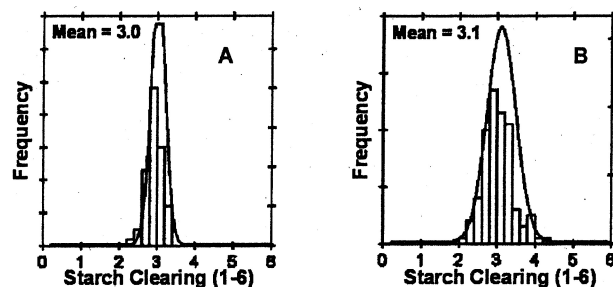 Mean = 3.0
A
Frequency
0 1 2 3 4 5 6
Starch Clearing (1-6)
Mean = 3.1
B
Frequency
0 1 2 3 4 5 6
Starch Clearing (1-6)